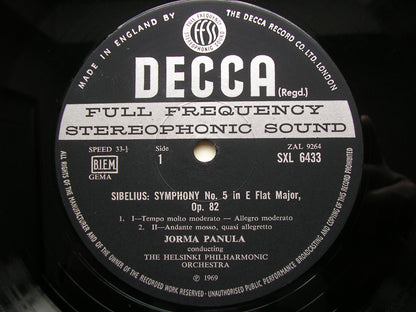 MADE IN ENGLAND BY
THE DECCA RECORD CO. LTD. LONDON
FULL FREQUENCY
ffss
STEREOPHONIC SOUND
DECCA (Regd.)
FULL FREQUENCY
STEREOPHONIC SOUND
SPEED 33⅓
Side
ZAL 9264
B.I.E.M
1
SXL 6433
GEMA
SIBELIUS: SYMPHONY No. 5 in E Flat Major,
Op. 82
1. I—Tempo molto moderato — Allegro moderato
2. II—Andante mosso, quasi allegretto
JORMA PANULA
conducting
THE HELSINKI PHILHARMONIC
ORCHESTRA
℗ 1969
ALL RIGHTS OF THE MANUFACTURER AND OF THE OWNER OF THE RECORDED WORK RESERVED · UNAUTHORISED PUBLIC PERFORMANCE BROADCASTING AND COPYING OF THIS RECORD PROHIBITED